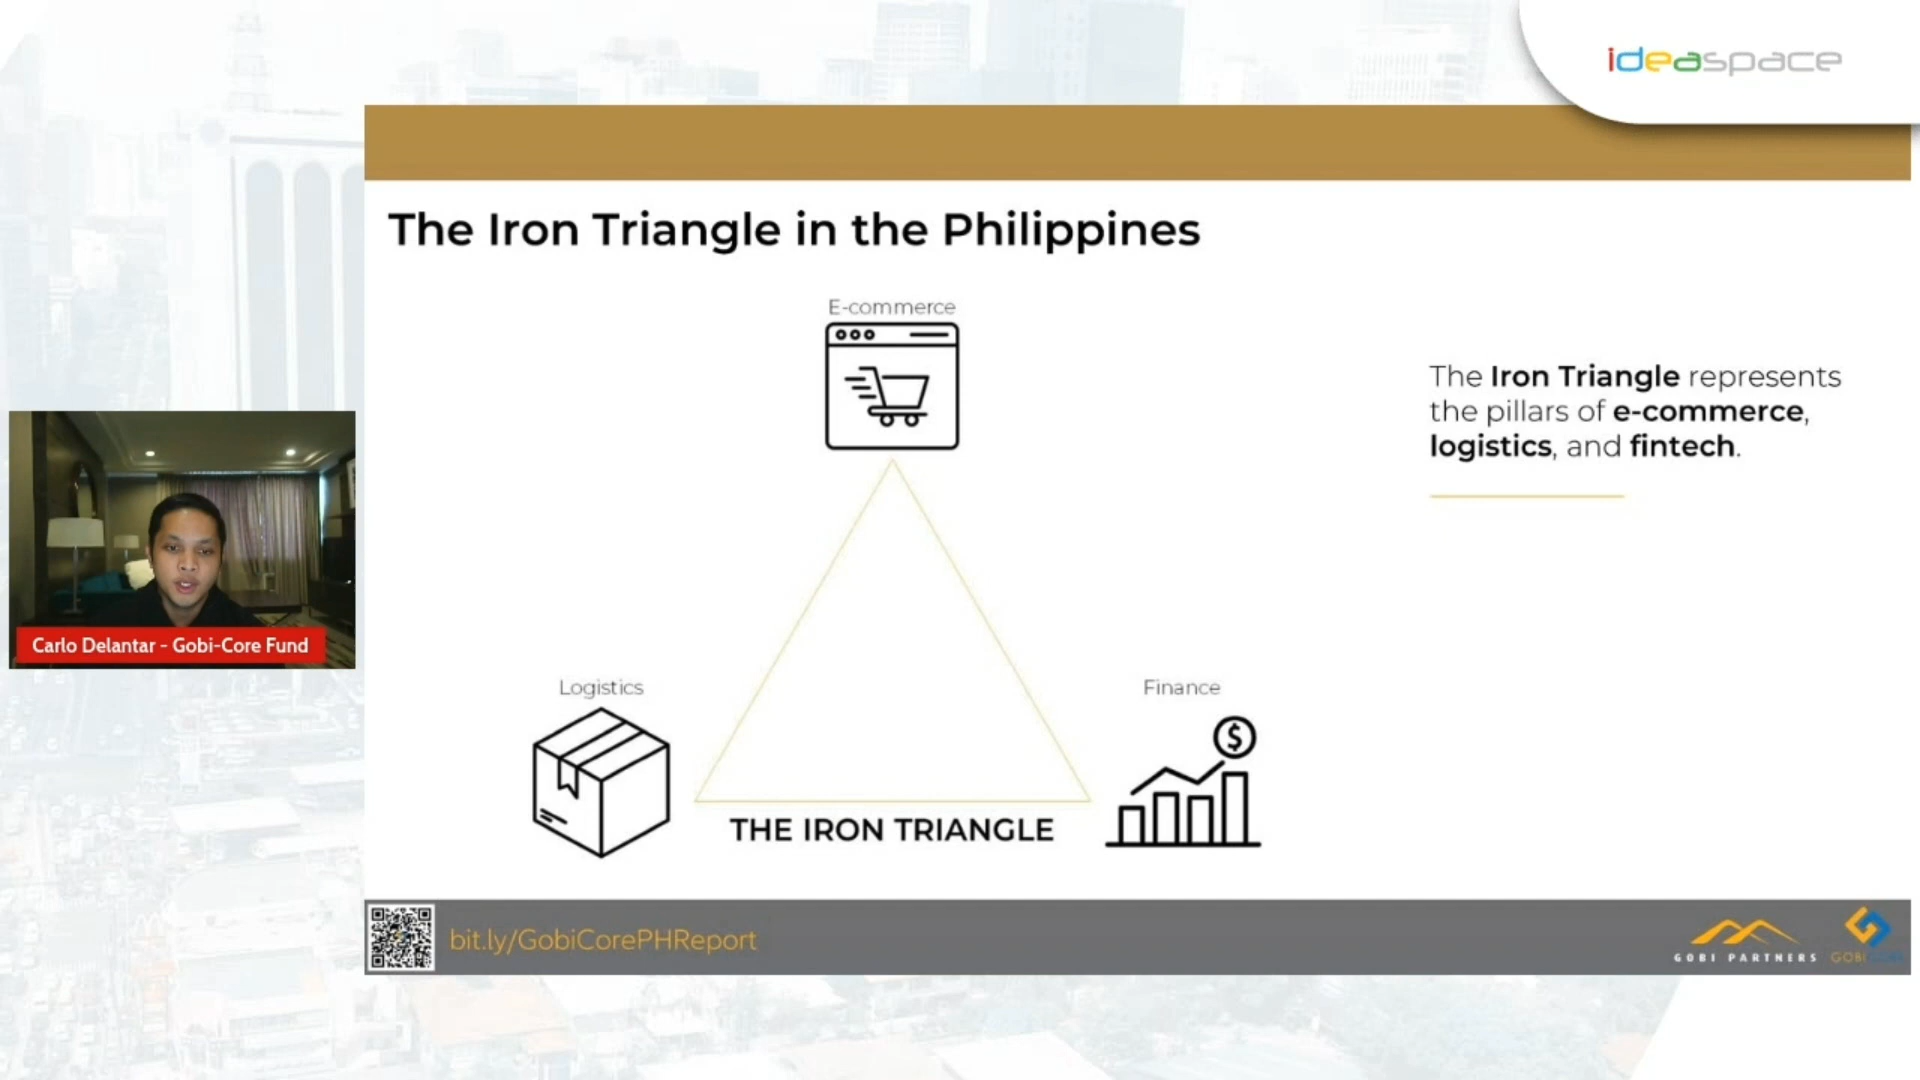 ideaspace
The Iron Triangle in the Philippines
E-commerce
The Iron Triangle represents
the pillars of e-commerce,
logistics, and fintech.
Carlo Delantar - Gobi-Core Fund
Logistics
Finance
$
THE IRON TRIANGLE
bit.ly/GobiCorePHReport
GOBI PARTNERS
GOBI